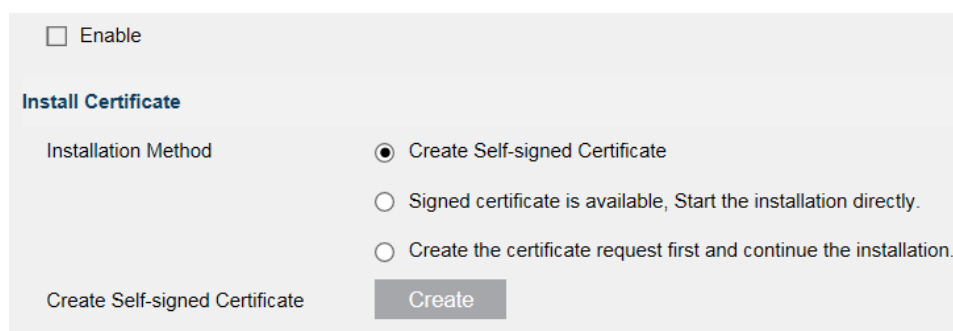 Enable
Install Certificate
Installation Method
Create Self-signed Certificate
Signed certificate is available, Start the installation directly.
Create the certificate request first and continue the installation.
Create Self-signed Certificate
Create